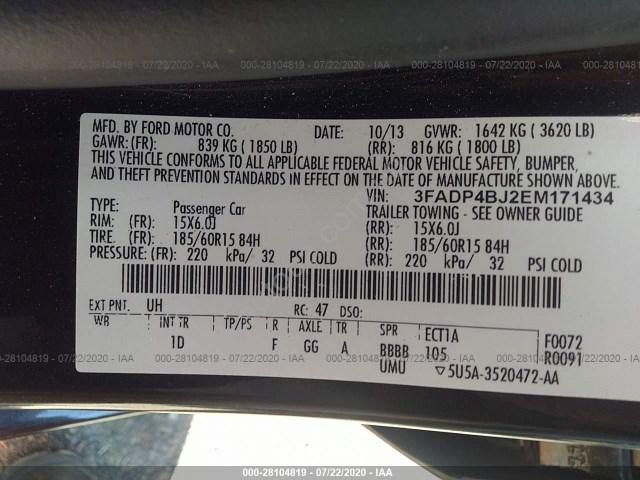 000-28104819 - 07/22/2020 - IAA
MFD. BY FORD MOTOR CO. DATE: 10/13 GVWR: 1642 KG ( 3620 LB)
GAWR: (FR): 839 KG ( 1850 LB) (RR): 816 KG ( 1800 LB)
THIS VEHICLE CONFORMS TO ALL APPLICABLE FEDERAL MOTOR VEHICLE SAFETY, BUMPER,
AND THEFT PREVENTION STANDARDS IN EFFECT ON THE DATE OF MANUFACTURE SHOWN ABOVE.
VIN: 3FADP4BJ2EM171434
TYPE: Passenger Car TRAILER TOWING - SEE OWNER GUIDE
RIM: (FR): 15X6.0J (RR): 15X6.0J
TIRE: (FR): 185/60R15 84H (RR): 185/60R15 84H
PRESSURE: (FR): 220 kPa/ 32 PSI COLD (RR): 220 kPa/ 32 PSI COLD
EXT PNT. UH RC: 47 DSO:
WB INT TR TP/PS R AXLE TR SPR ECT1A F0072
1D F GG A BBBB 105 R0091
UMU ▽5U5A-3520472-AA
000-28104819 - 07/22/2020 - IAA